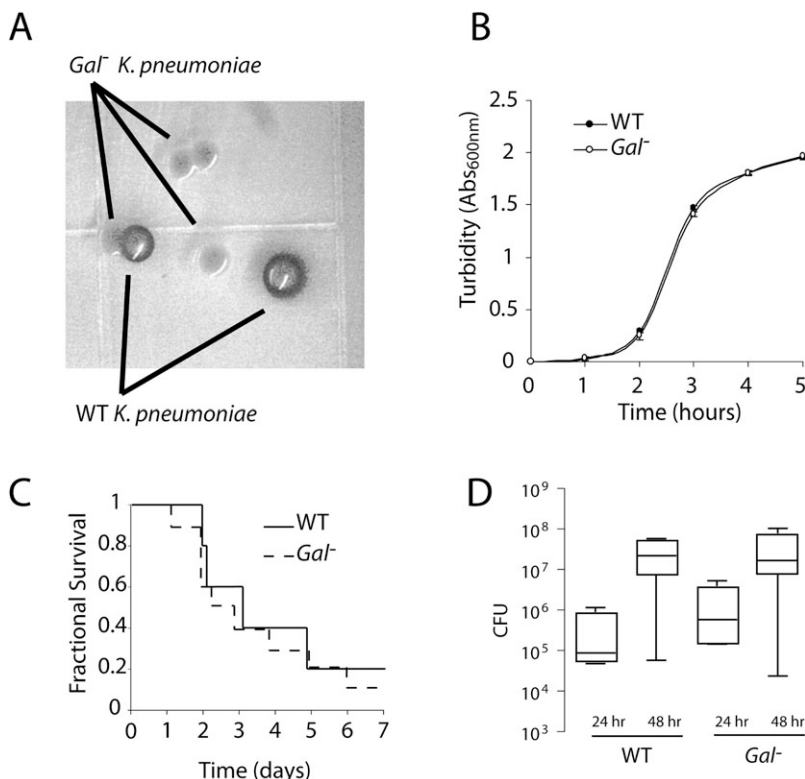 A
Gal⁻ K. pneumoniae
WT K. pneumoniae
B
Turbidity (Abs600nm)
2.5
2
1.5
1
0.5
0
WT
Gal⁻
0 1 2 3 4 5
Time (hours)
C
Fractional Survival
1
0.8
0.6
0.4
0.2
0
WT
Gal⁻
0 1 2 3 4 5 6 7
Time (days)
D
CFU
10⁹
10⁸
10⁷
10⁶
10⁵
10⁴
10³
24 hr 48 hr 24 hr 48 hr
WT Gal-